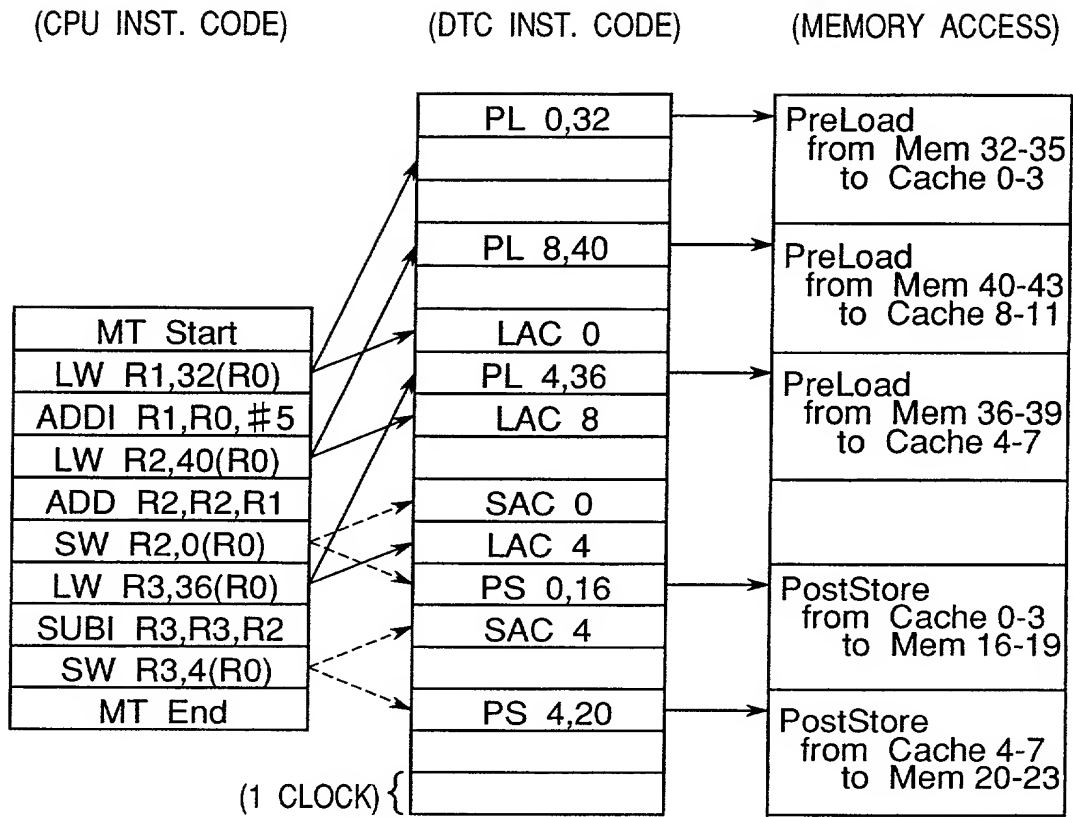 (CPU INST. CODE)
(DTC INST. CODE)
(MEMORY ACCESS)
MT Start
LW R1,32(R0)
ADDI R1,R0,#5
LW R2,40(R0)
ADD R2,R2,R1
SW R2,0(R0)
LW R3,36(R0)
SUBI R3,R3,R2
SW R3,4(R0)
MT End
PL 0,32
PL 8,40
LAC 0
PL 4,36
LAC 8
SAC 0
LAC 4
PS 0,16
SAC 4
PS 4,20
(1 CLOCK){
PreLoad
from Mem 32-35
to Cache 0-3
PreLoad
from Mem 40-43
to Cache 8-11
PreLoad
from Mem 36-39
to Cache 4-7
PostStore
from Cache 0-3
to Mem 16-19
PostStore
from Cache 4-7
to Mem 20-23